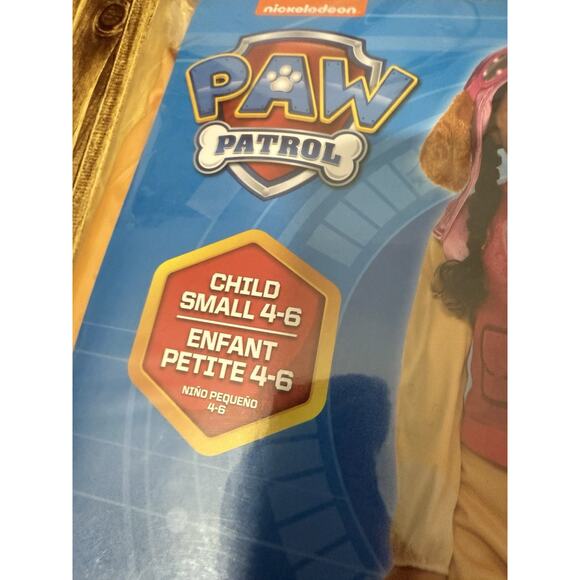 nickelodeon
PAW
PATROL
CHILD
SMALL 4-6
ENFANT
PETITE 4-6
NIÑO PEQUEÑO
4-6